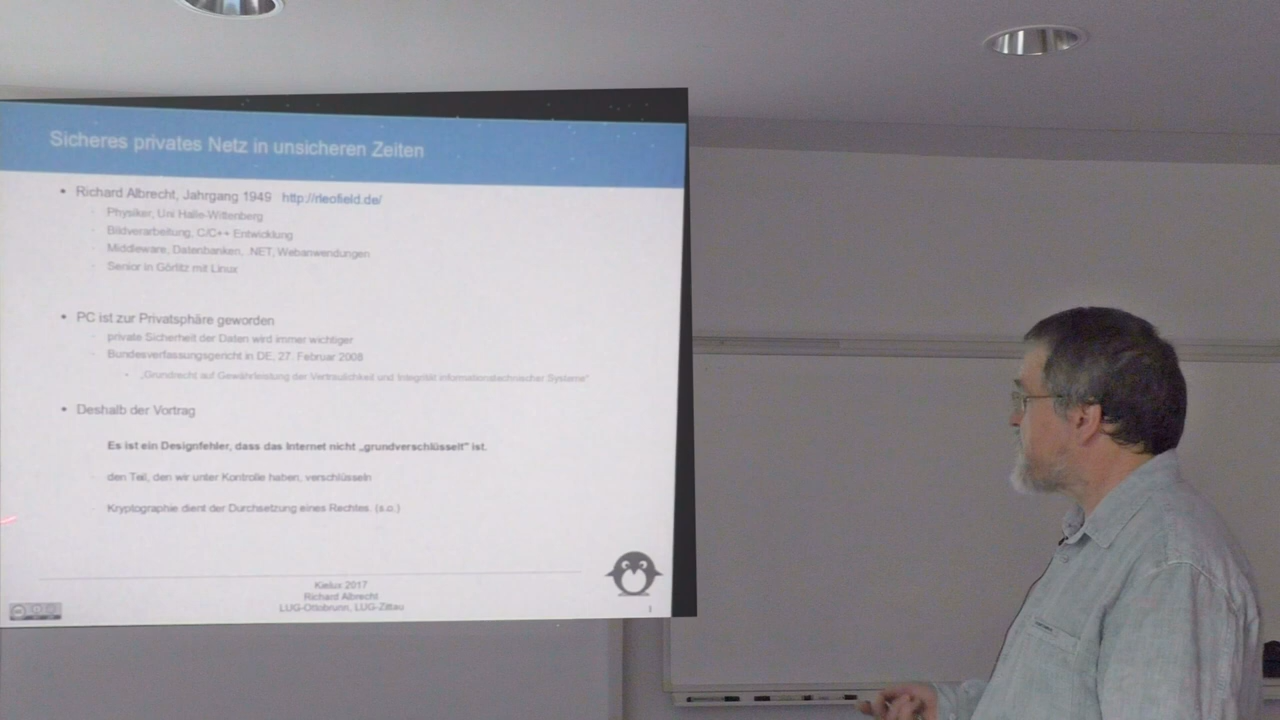 Sicheres privates Netz in unsicheren Zeiten
• Richard Albrecht, Jahrgang 1949 http://rleofield.de/
Physiker, Uni Halle-Wittenberg
Bildverarbeitung, C/C++ Entwicklung
Middleware, Datenbanken, .NET, Webanwendungen
Senior in Görlitz mit Linux
• PC ist zur Privatsphäre geworden
private Sicherheit der Daten wird immer wichtiger
Bundesverfassungsgericht in DE, 27. Februar 2008
„Grundrecht auf Gewährleistung der Vertraulichkeit und Integrität informationstechnischer Systeme"
• Deshalb der Vortrag
Es ist ein Designfehler, dass das Internet nicht „grundverschlüsselt" ist.
den Teil, den wir unter Kontrolle haben, verschlüsseln
Kryptographie dient der Durchsetzung eines Rechtes. (s.o.)
Kielux 2017
Richard Albrecht
LUG-Ottobrunn, LUG-Zittau